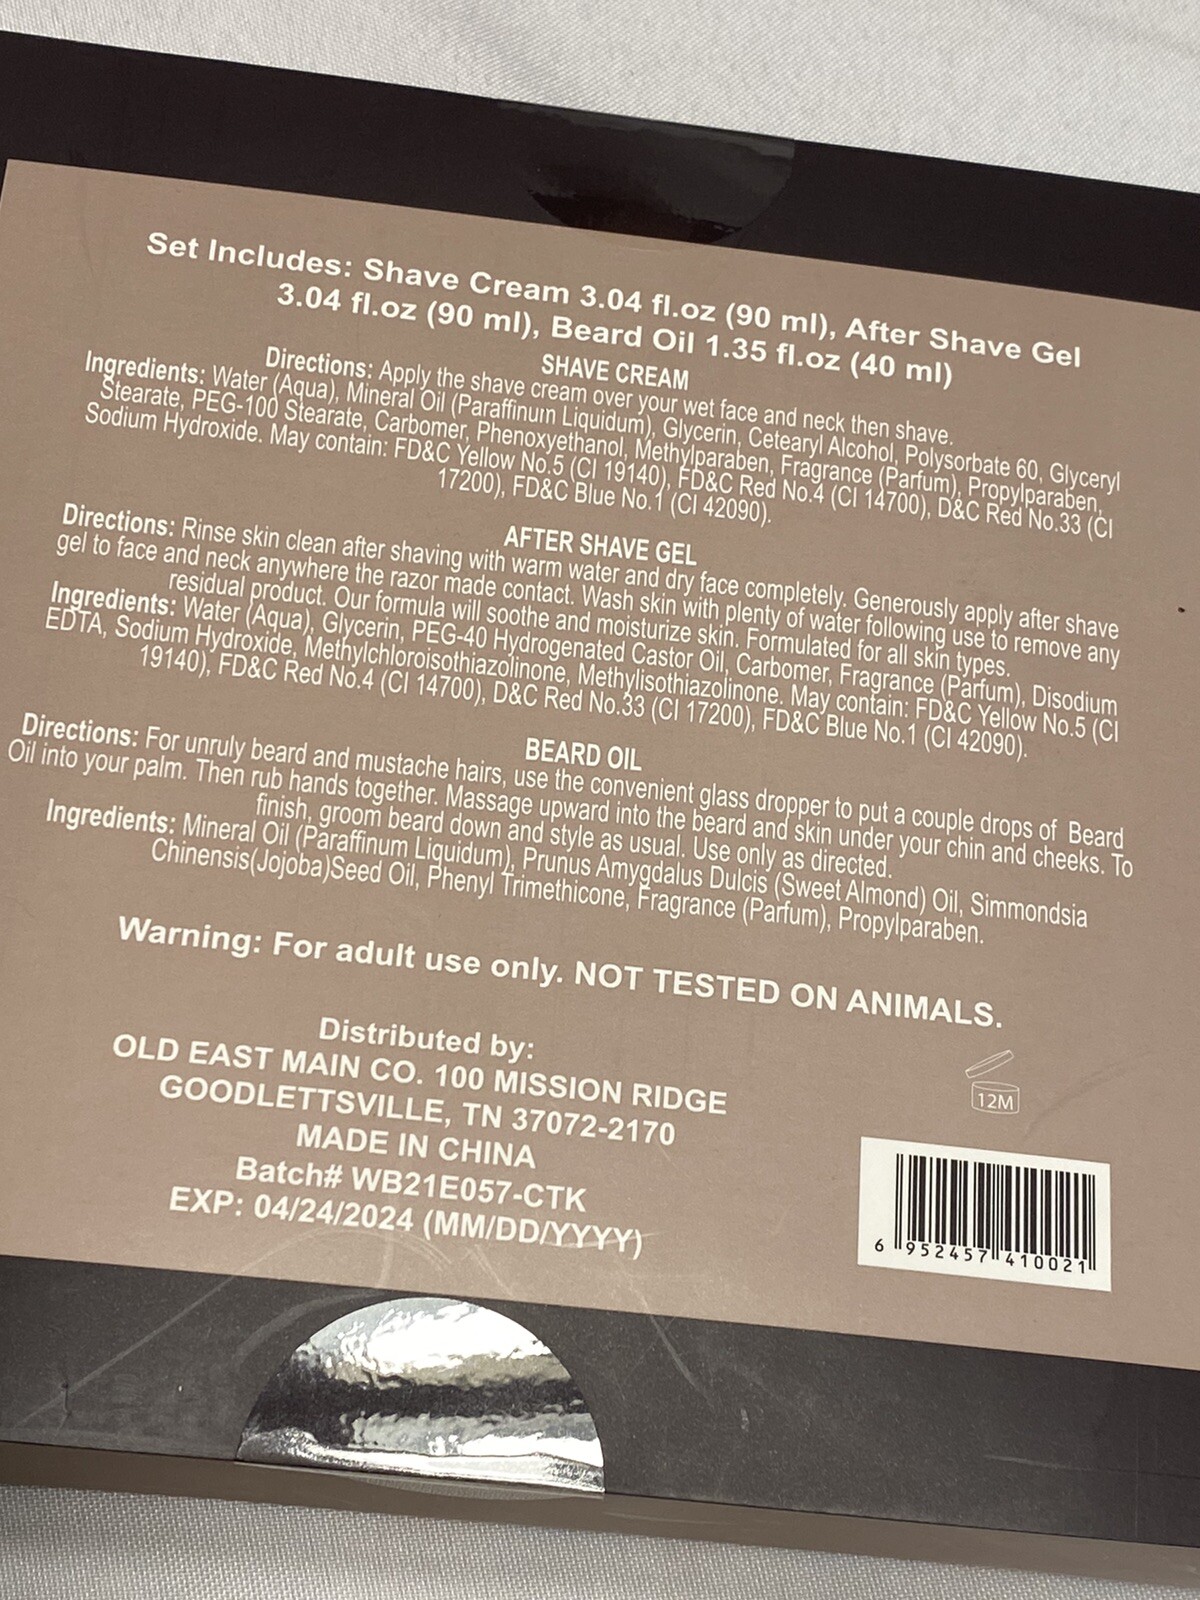 Set Includes: Shave Cream 3.04 fl.oz (90 ml), After Shave Gel
3.04 fl.oz (90 ml), Beard Oil 1.35 fl.oz (40 ml)
SHAVE CREAM
Directions: Apply the shave cream over your wet face and neck then shave.
Ingredients: Water (Aqua), Mineral Oil (Paraffinum Liquidum), Glycerin, Cetearyl Alcohol, Polysorbate 60, Glyceryl
Stearate, PEG-100 Stearate, Carbomer, Phenoxyethanol, Methylparaben, Fragrance (Parfum), Propylparaben,
Sodium Hydroxide. May contain: FD&C Yellow No.5 (CI 19140), FD&C Red No.4 (CI 14700), D&C Red No.33 (CI
17200), FD&C Blue No.1 (CI 42090).
AFTER SHAVE GEL
Directions: Rinse skin clean after shaving with warm water and dry face completely. Generously apply after shave
gel to face and neck anywhere the razor made contact. Wash skin with plenty of water following use to remove any
residual product. Our formula will soothe and moisturize skin. Formulated for all skin types.
Ingredients: Water (Aqua), Glycerin, PEG-40 Hydrogenated Castor Oil, Carbomer, Fragrance (Parfum), Disodium
EDTA, Sodium Hydroxide, Methylchloroisothiazolinone, Methylisothiazolinone. May contain: FD&C Yellow No.5 (CI
19140), FD&C Red No.4 (CI 14700), D&C Red No.33 (CI 17200), FD&C Blue No.1 (CI 42090).
BEARD OIL
Directions: For unruly beard and mustache hairs, use the convenient glass dropper to put a couple drops of Beard
Oil into your palm. Then rub hands together. Massage upward into the beard and skin under your chin and cheeks. To
finish, groom beard down and style as usual. Use only as directed.
Ingredients: Mineral Oil (Paraffinum Liquidum), Prunus Amygdalus Dulcis (Sweet Almond) Oil, Simmondsia
Chinensis(Jojoba)Seed Oil, Phenyl Trimethicone, Fragrance (Parfum), Propylparaben.
Warning: For adult use only. NOT TESTED ON ANIMALS.
Distributed by:
OLD EAST MAIN CO. 100 MISSION RIDGE
GOODLETTSVILLE, TN 37072-2170
MADE IN CHINA
Batch# WB21E057-CTK
EXP: 04/24/2024 (MM/DD/YYYY)
12M
6 952457 410021